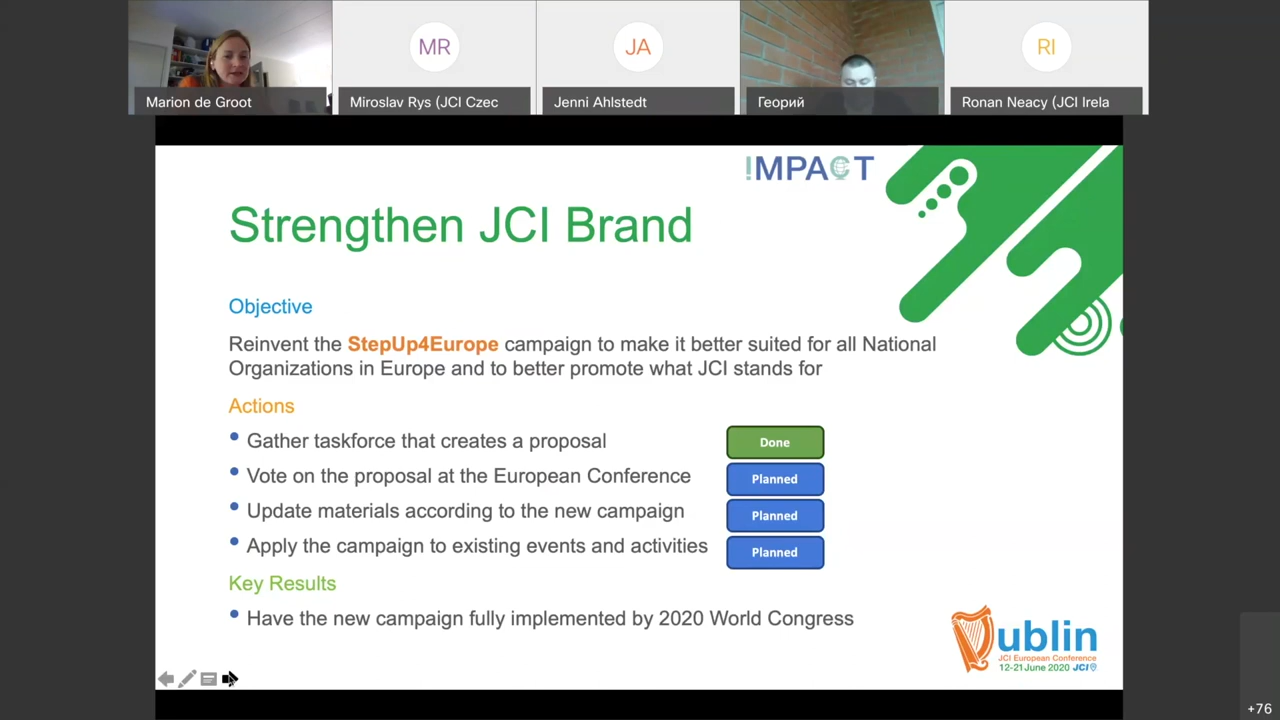 MR
JA
RI
Marion de Groot
Miroslav Rys (JCI Czec
Jenni Ahlstedt
Георий
Ronan Neacy (JCI Irela
!MPACT
Strengthen JCI Brand
Objective
Reinvent the StepUp4Europe campaign to make it better suited for all National
Organizations in Europe and to better promote what JCI stands for
Actions
• Gather taskforce that creates a proposal Done
• Vote on the proposal at the European Conference Planned
• Update materials according to the new campaign Planned
• Apply the campaign to existing events and activities Planned
Key Results
• Have the new campaign fully implemented by 2020 World Congress
Dublin
JCI European Conference
12-21 June 2020 JCI
+76